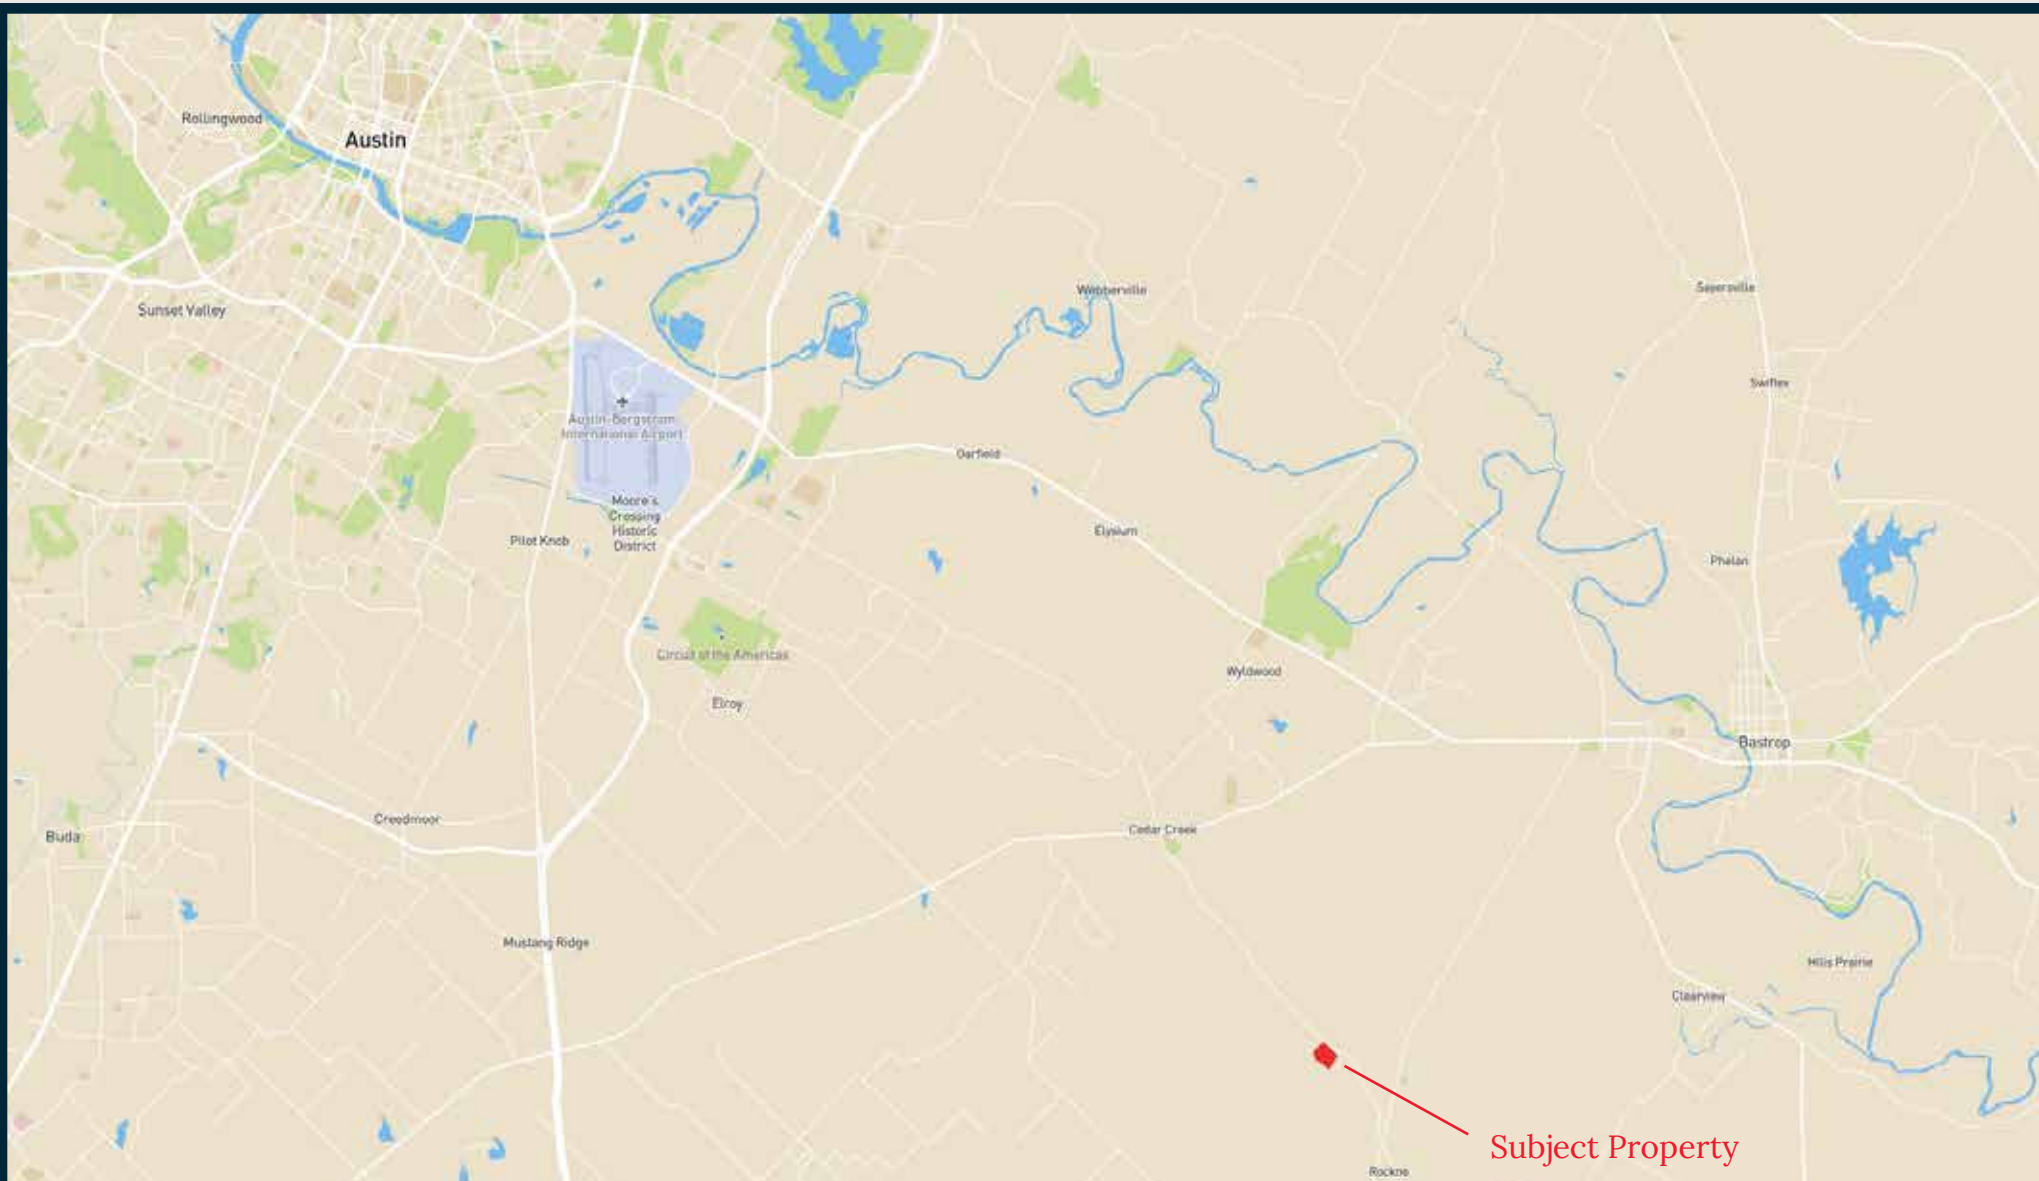 Rollingwood
Austin
Sunset Valley
Webberville
Sayersville
Swiftex
Austin-Bergstrom
International Airport
Garfield
Moore's
Crossing
Historic
District
Pilot Knob
Elysium
Phelan
Circuit of the Americas
Wyldwood
Elroy
Bastrop
Creedmoor
Buda
Cedar Creek
Mustang Ridge
Hills Prairie
Clearview
Subject Property
Rockne